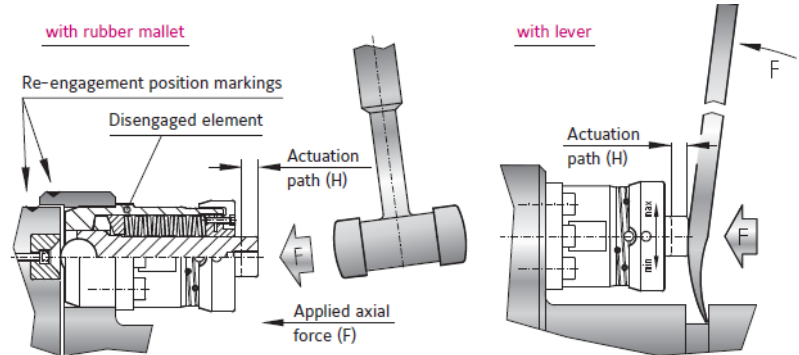 with rubber mallet
Re-engagement position markings
Disengaged element
Actuation
path (H)
F
Applied axial
force (F)
with lever
F
Actuation
path (H)
max
min
F